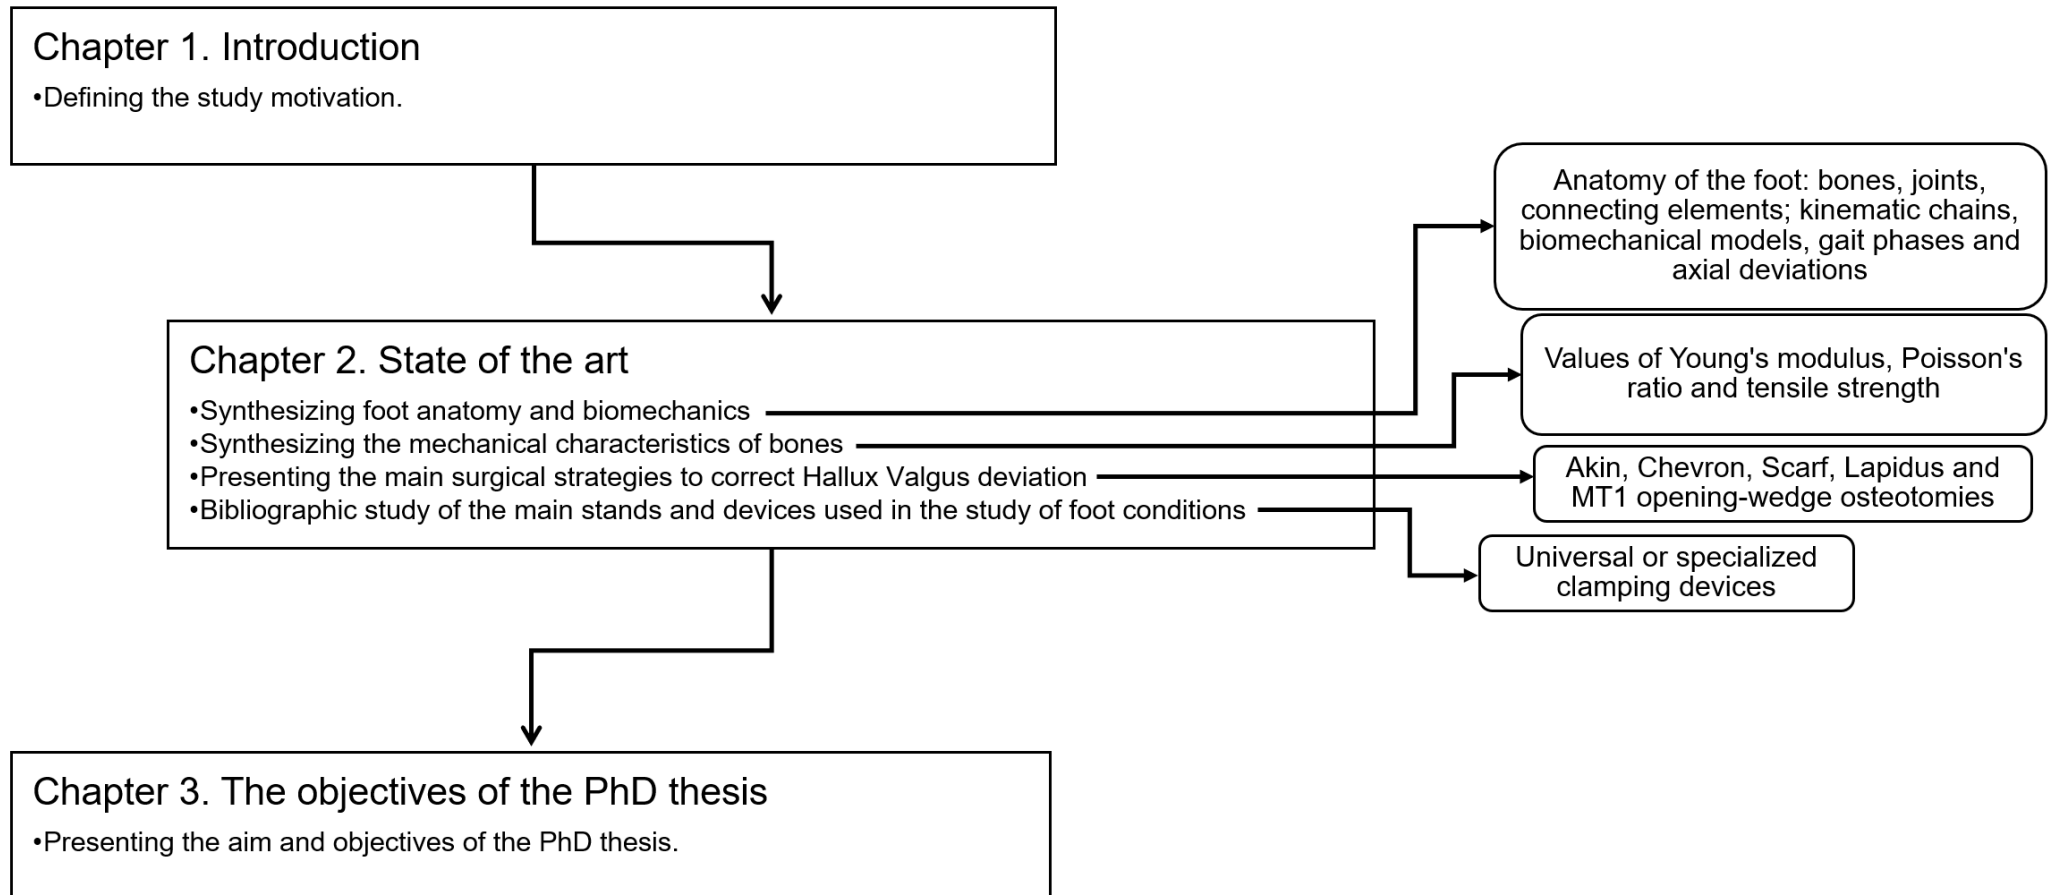 Chapter 1. Introduction
•Defining the study motivation.
Chapter 2. State of the art
•Synthesizing foot anatomy and biomechanics
•Synthesizing the mechanical characteristics of bones
•Presenting the main surgical strategies to correct Hallux Valgus deviation
•Bibliographic study of the main stands and devices used in the study of foot conditions
Anatomy of the foot: bones, joints,
connecting elements; kinematic chains,
biomechanical models, gait phases and
axial deviations
Values of Young's modulus, Poisson's
ratio and tensile strength
Akin, Chevron, Scarf, Lapidus and
MT1 opening-wedge osteotomies
Universal or specialized
clamping devices
Chapter 3. The objectives of the PhD thesis
•Presenting the aim and objectives of the PhD thesis.